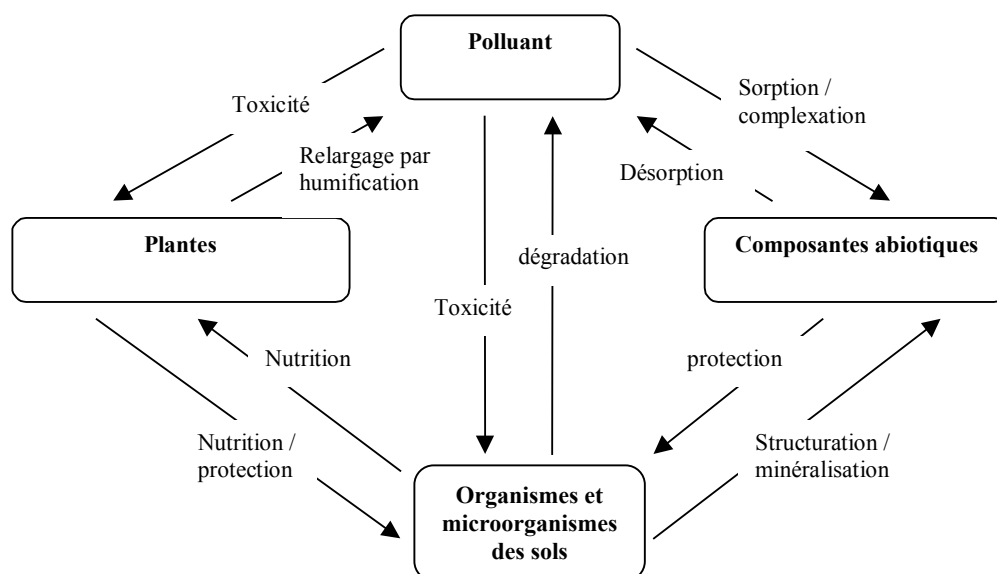 Polluant
Toxicité
Sorption /
complexation
Relargage par
humification
Désorption
Plantes
Composantes abiotiques
dégradation
Toxicité
Nutrition
protection
Nutrition /
protection
Structuration /
minéralisation
Organismes et
microorganismes
des sols